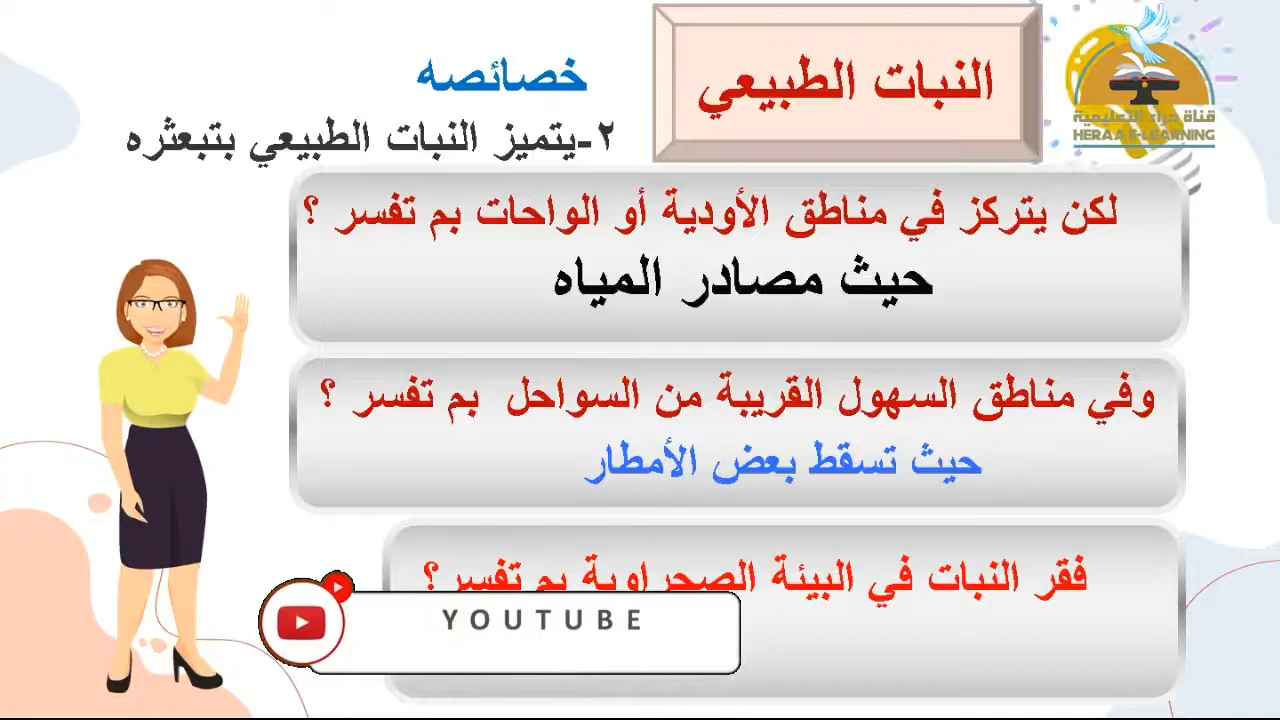 النبات الطبيعي
خصائصه
٢-يتميز النبات الطبيعي بتبعثره
قناة حراء التعليمية
HERAA E-LEARNING
لكن يتركز في مناطق الأودية أو الواحات بم تفسر ؟
حيث مصادر المياه
وفي مناطق السهول القريبة من السواحل بم تفسر ؟
حيث تسقط بعض الأمطار
فقر النبات في البيئة الصحراوية بم تفسر؟
YOUTUBE